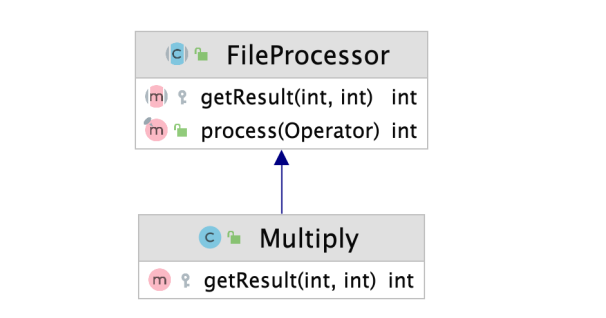 C FileProcessor
m getResult(int, int) int
m process(Operator) int
C Multiply
m getResult(int, int) int